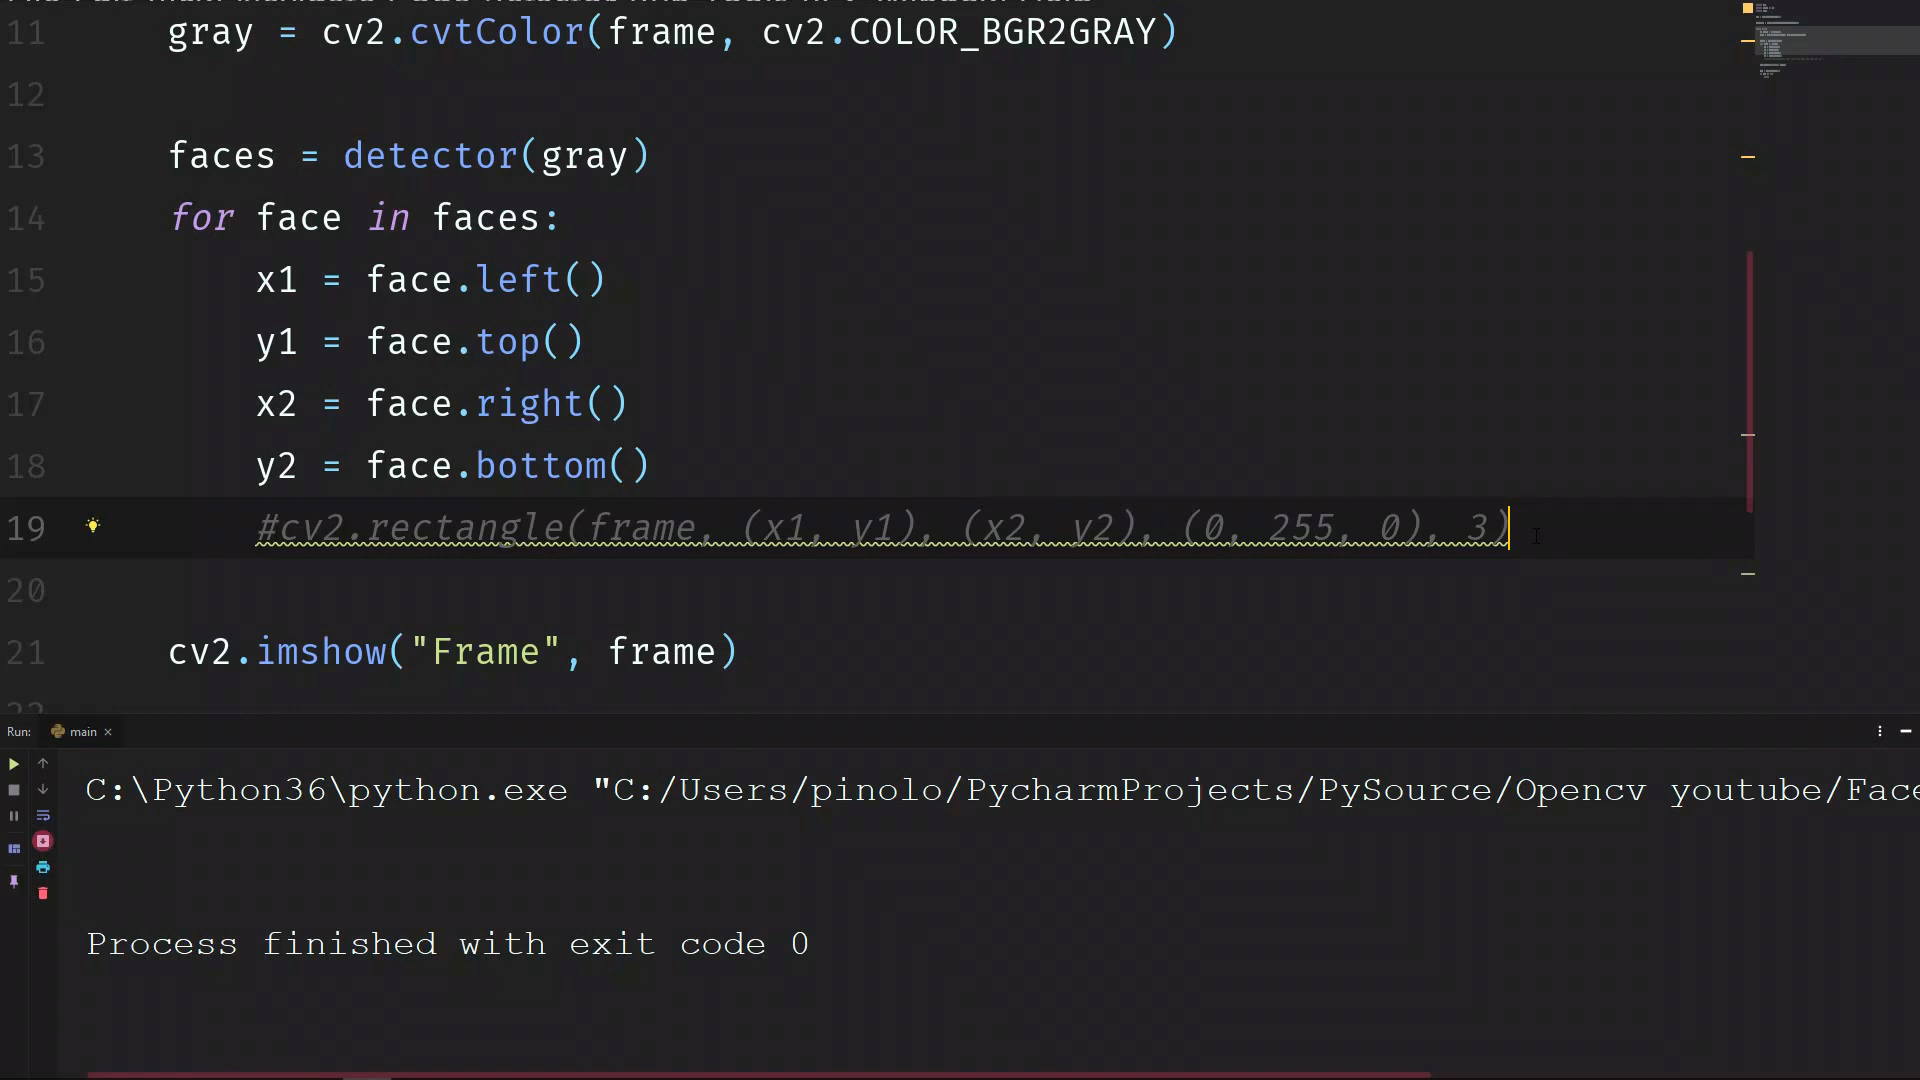 11 gray = cv2.cvtColor(frame, cv2.COLOR_BGR2GRAY)
12
13 faces = detector(gray)
14 for face in faces:
15 x1 = face.left()
16 y1 = face.top()
17 x2 = face.right()
18 y2 = face.bottom()
19 #cv2.rectangle(frame, (x1, y1), (x2, y2), (0, 255, 0), 3)
20
21 cv2.imshow("Frame", frame)
Run: main ×
C:\Python36\python.exe "C:/Users/pinolo/PycharmProjects/PySource/Opencv youtube/Face
Process finished with exit code 0